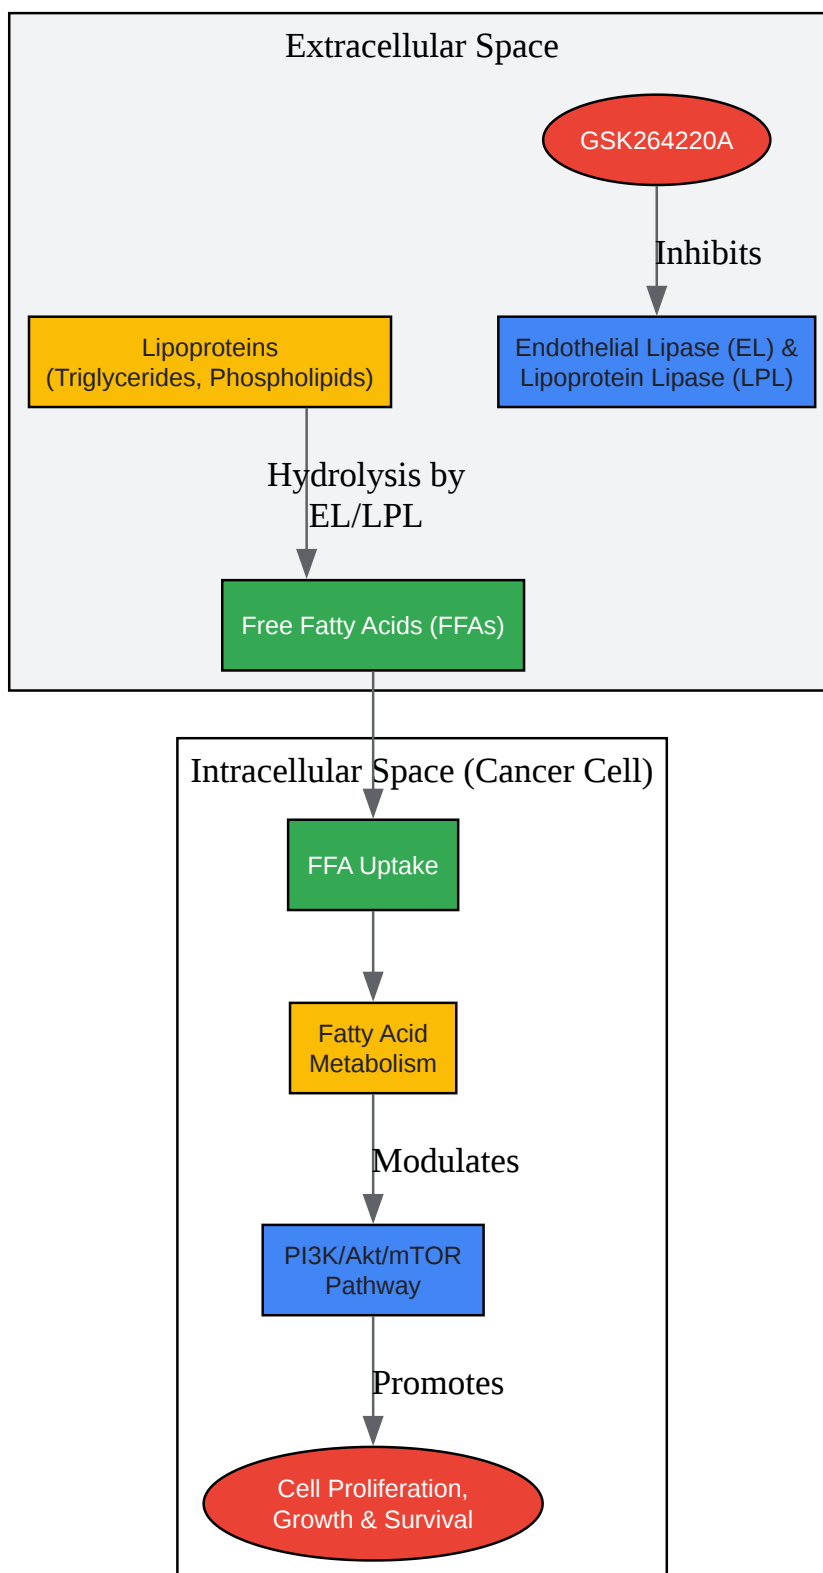 Extracellular Space
GSK264220A
Inhibits
Lipoproteins
(Triglycerides, Phospholipids)
Endothelial Lipase (EL) &
Lipoprotein Lipase (LPL)
Hydrolysis by
EL/LPL
Free Fatty Acids (FFAs)
Intracellular Space (Cancer Cell)
FFA Uptake
Fatty Acid
Metabolism
Modulates
PI3K/Akt/mTOR
Pathway
Promotes
Cell Proliferation,
Growth & Survival